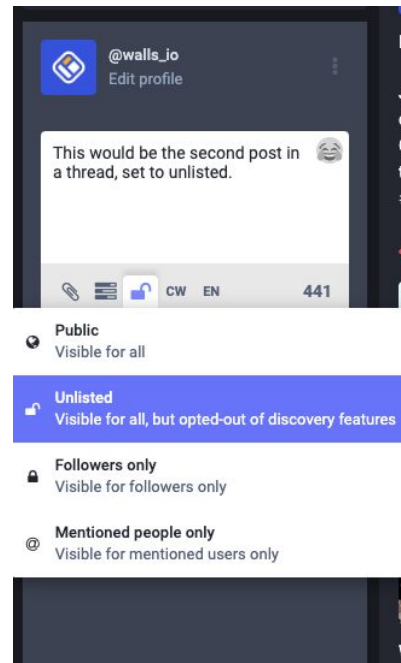 @walls_io
Edit profile
This would be the second post in
a thread, set to unlisted.
CW EN 441
Public
Visible for all
Unlisted
Visible for all, but opted-out of discovery features
Followers only
Visible for followers only
@ Mentioned people only
Visible for mentioned users only